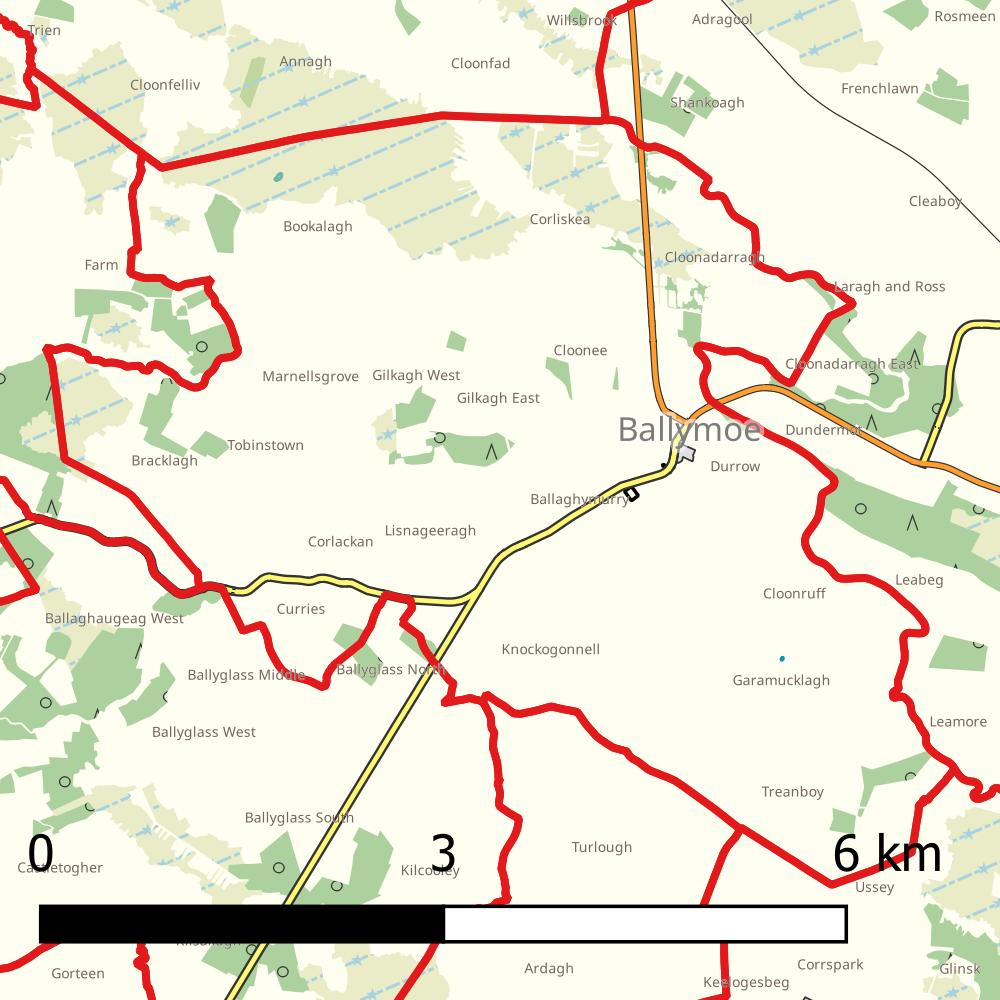 Willsbrook
Adragool
Rosmeen
Trien
Annagh
Cloonfad
Cloonfelliv
Frenchlawn
Shankoagh
Cleaboy
Corliskea
Bookalagh
Cloonadarragh
Farm
Laragh and Ross
Cloonee
Cloonadarragh East
Marnellsgrove
Gilkagh West
Gilkagh East
Ballymoe
Dundermot
Tobinstown
Bracklagh
Durrow
Ballaghymurry
Lisnageeragh
Corlackan
Leabeg
Cloonruff
Curries
Ballaghaugeag West
Knockogonnell
Ballyglass North
Ballyglass Middle
Garamucklagh
Leamore
Ballyglass West
Treanboy
Ballyglass South
Turlough
0 3 6 km
Castletogher
Kilcooley
Ussey
Corrspark
Ardagh
Glinsk
Gorteen
Keelogesbeg